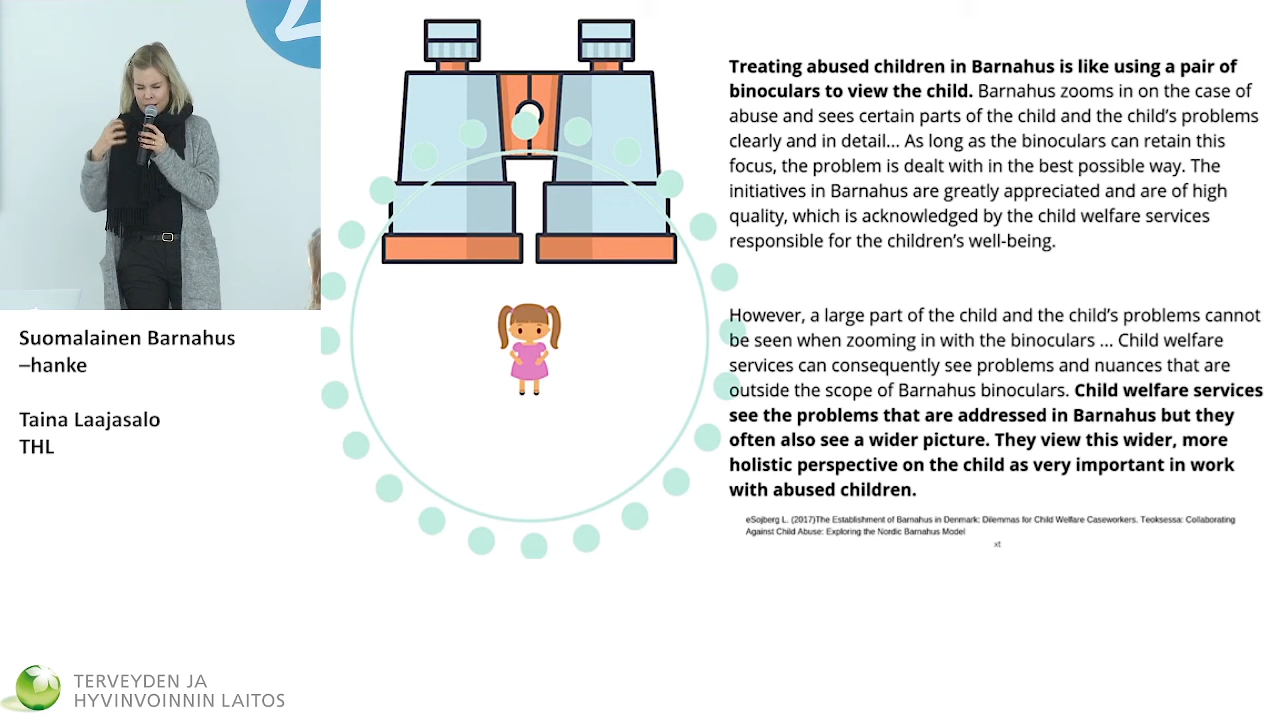 Suomalainen Barnahus
–hanke
Taina Laajasalo
THL
Treating abused children in Barnahus is like using a pair of
binoculars to view the child. Barnahus zooms in on the case of
abuse and sees certain parts of the child and the child’s problems
clearly and in detail... As long as the binoculars can retain this
focus, the problem is dealt with in the best possible way. The
initiatives in Barnahus are greatly appreciated and are of high
quality, which is acknowledged by the child welfare services
responsible for the children’s well-being.
However, a large part of the child and the child’s problems cannot
be seen when zooming in with the binoculars ... Child welfare
services can consequently see problems and nuances that are
outside the scope of Barnahus binoculars. Child welfare services
see the problems that are addressed in Barnahus but they
often also see a wider picture. They view this wider, more
holistic perspective on the child as very important in work
with abused children.
eSojberg L. (2017)The Establishment of Barnahus in Denmark: Dilemmas for Child Welfare Caseworkers. Teoksessa: Collaborating
Against Child Abuse: Exploring the Nordic Barnahus Model
xt
TERVEYDEN JA
HYVINVOINNIN LAITOS